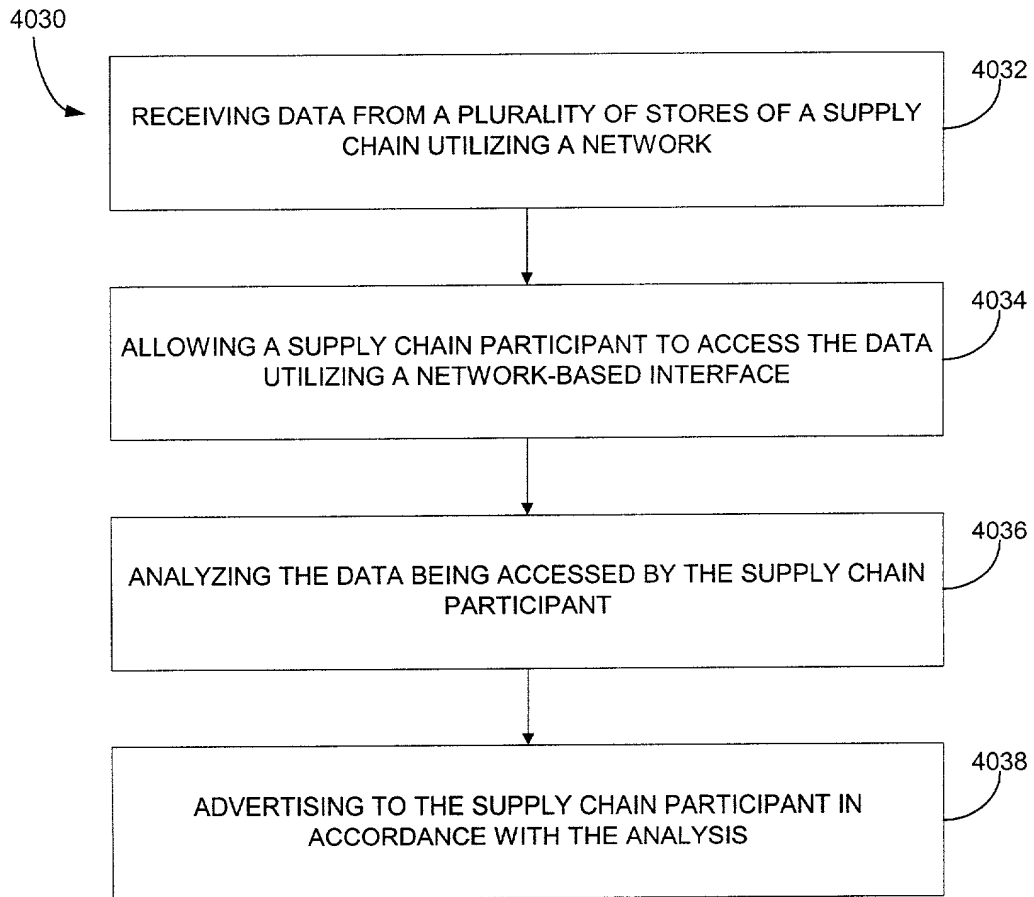 4030
4032
RECEIVING DATA FROM A PLURALITY OF STORES OF A SUPPLY
CHAIN UTILIZING A NETWORK
4034
ALLOWING A SUPPLY CHAIN PARTICIPANT TO ACCESS THE DATA
UTILIZING A NETWORK-BASED INTERFACE
4036
ANALYZING THE DATA BEING ACCESSED BY THE SUPPLY CHAIN
PARTICIPANT
4038
ADVERTISING TO THE SUPPLY CHAIN PARTICIPANT IN
ACCORDANCE WITH THE ANALYSIS